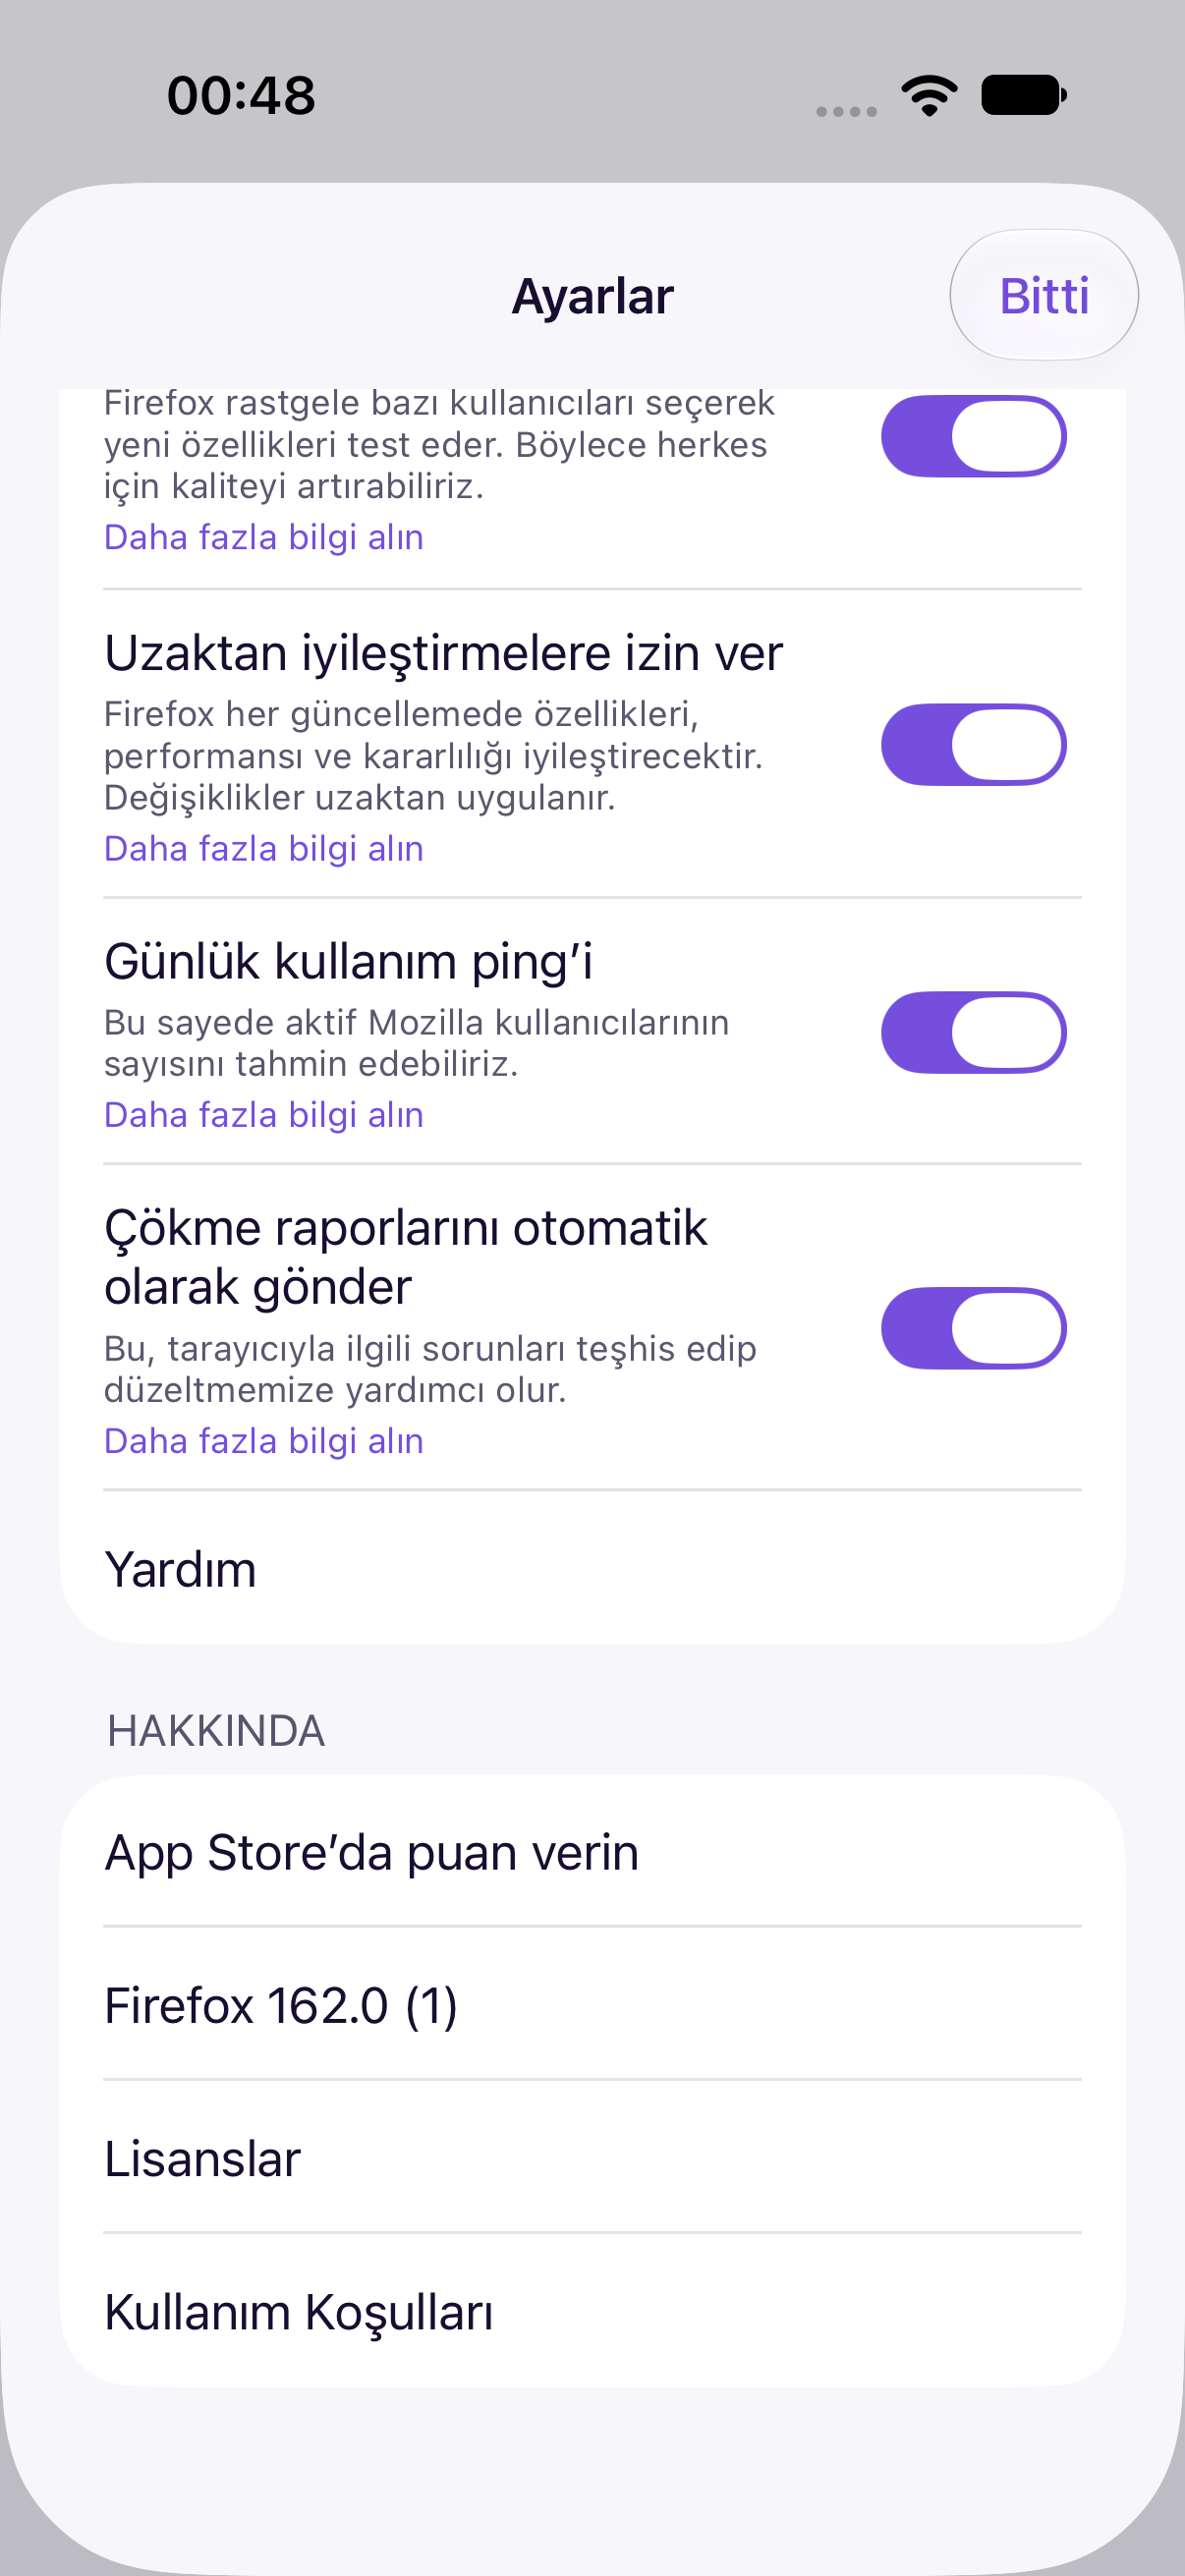 00:48
Ayarlar
Bitti
Firefox rastgele bazı kullanıcıları seçerek
yeni özellikleri test eder. Böylece herkes
için kaliteyi artırabiliriz.
Daha fazla bilgi alın
Uzaktan iyileştirmelere izin ver
Firefox her güncellemede özellikleri,
performansı ve kararlılığı iyileştirecektir.
Değişiklikler uzaktan uygulanır.
Daha fazla bilgi alın
Günlük kullanım ping’i
Bu sayede aktif Mozilla kullanıcılarının
sayısını tahmin edebiliriz.
Daha fazla bilgi alın
Çökme raporlarını otomatik
olarak gönder
Bu, tarayıcıyla ilgili sorunları teşhis edip
düzeltmemize yardımcı olur.
Daha fazla bilgi alın
Yardım
HAKKINDA
App Store’da puan verin
Firefox 162.0 (1)
Lisanslar
Kullanım Koşulları